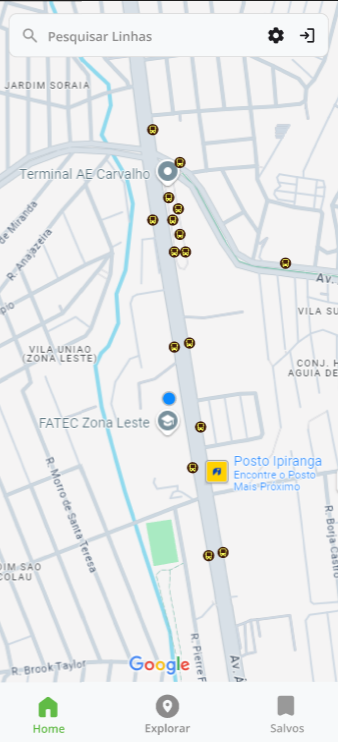 Pesquisar Linhas
JARDIM SORAIA
Terminal AE Carvalho
de Miranda
R. Anajazeira
pio
Av.
VILA SU
VILA UNIAO
(ZONA LESTE)
CONJ. H
AGUIA DE
FATEC Zona Leste
Posto Ipiranga
Encontre o Posto
Mais Próximo
R. Morro de Santa Teresa
R. Borja Castro
DIM SAO
COLAU
R. Pierre F
Av. A
Google
R. Brook Taylor
Home
Explorar
Salvos